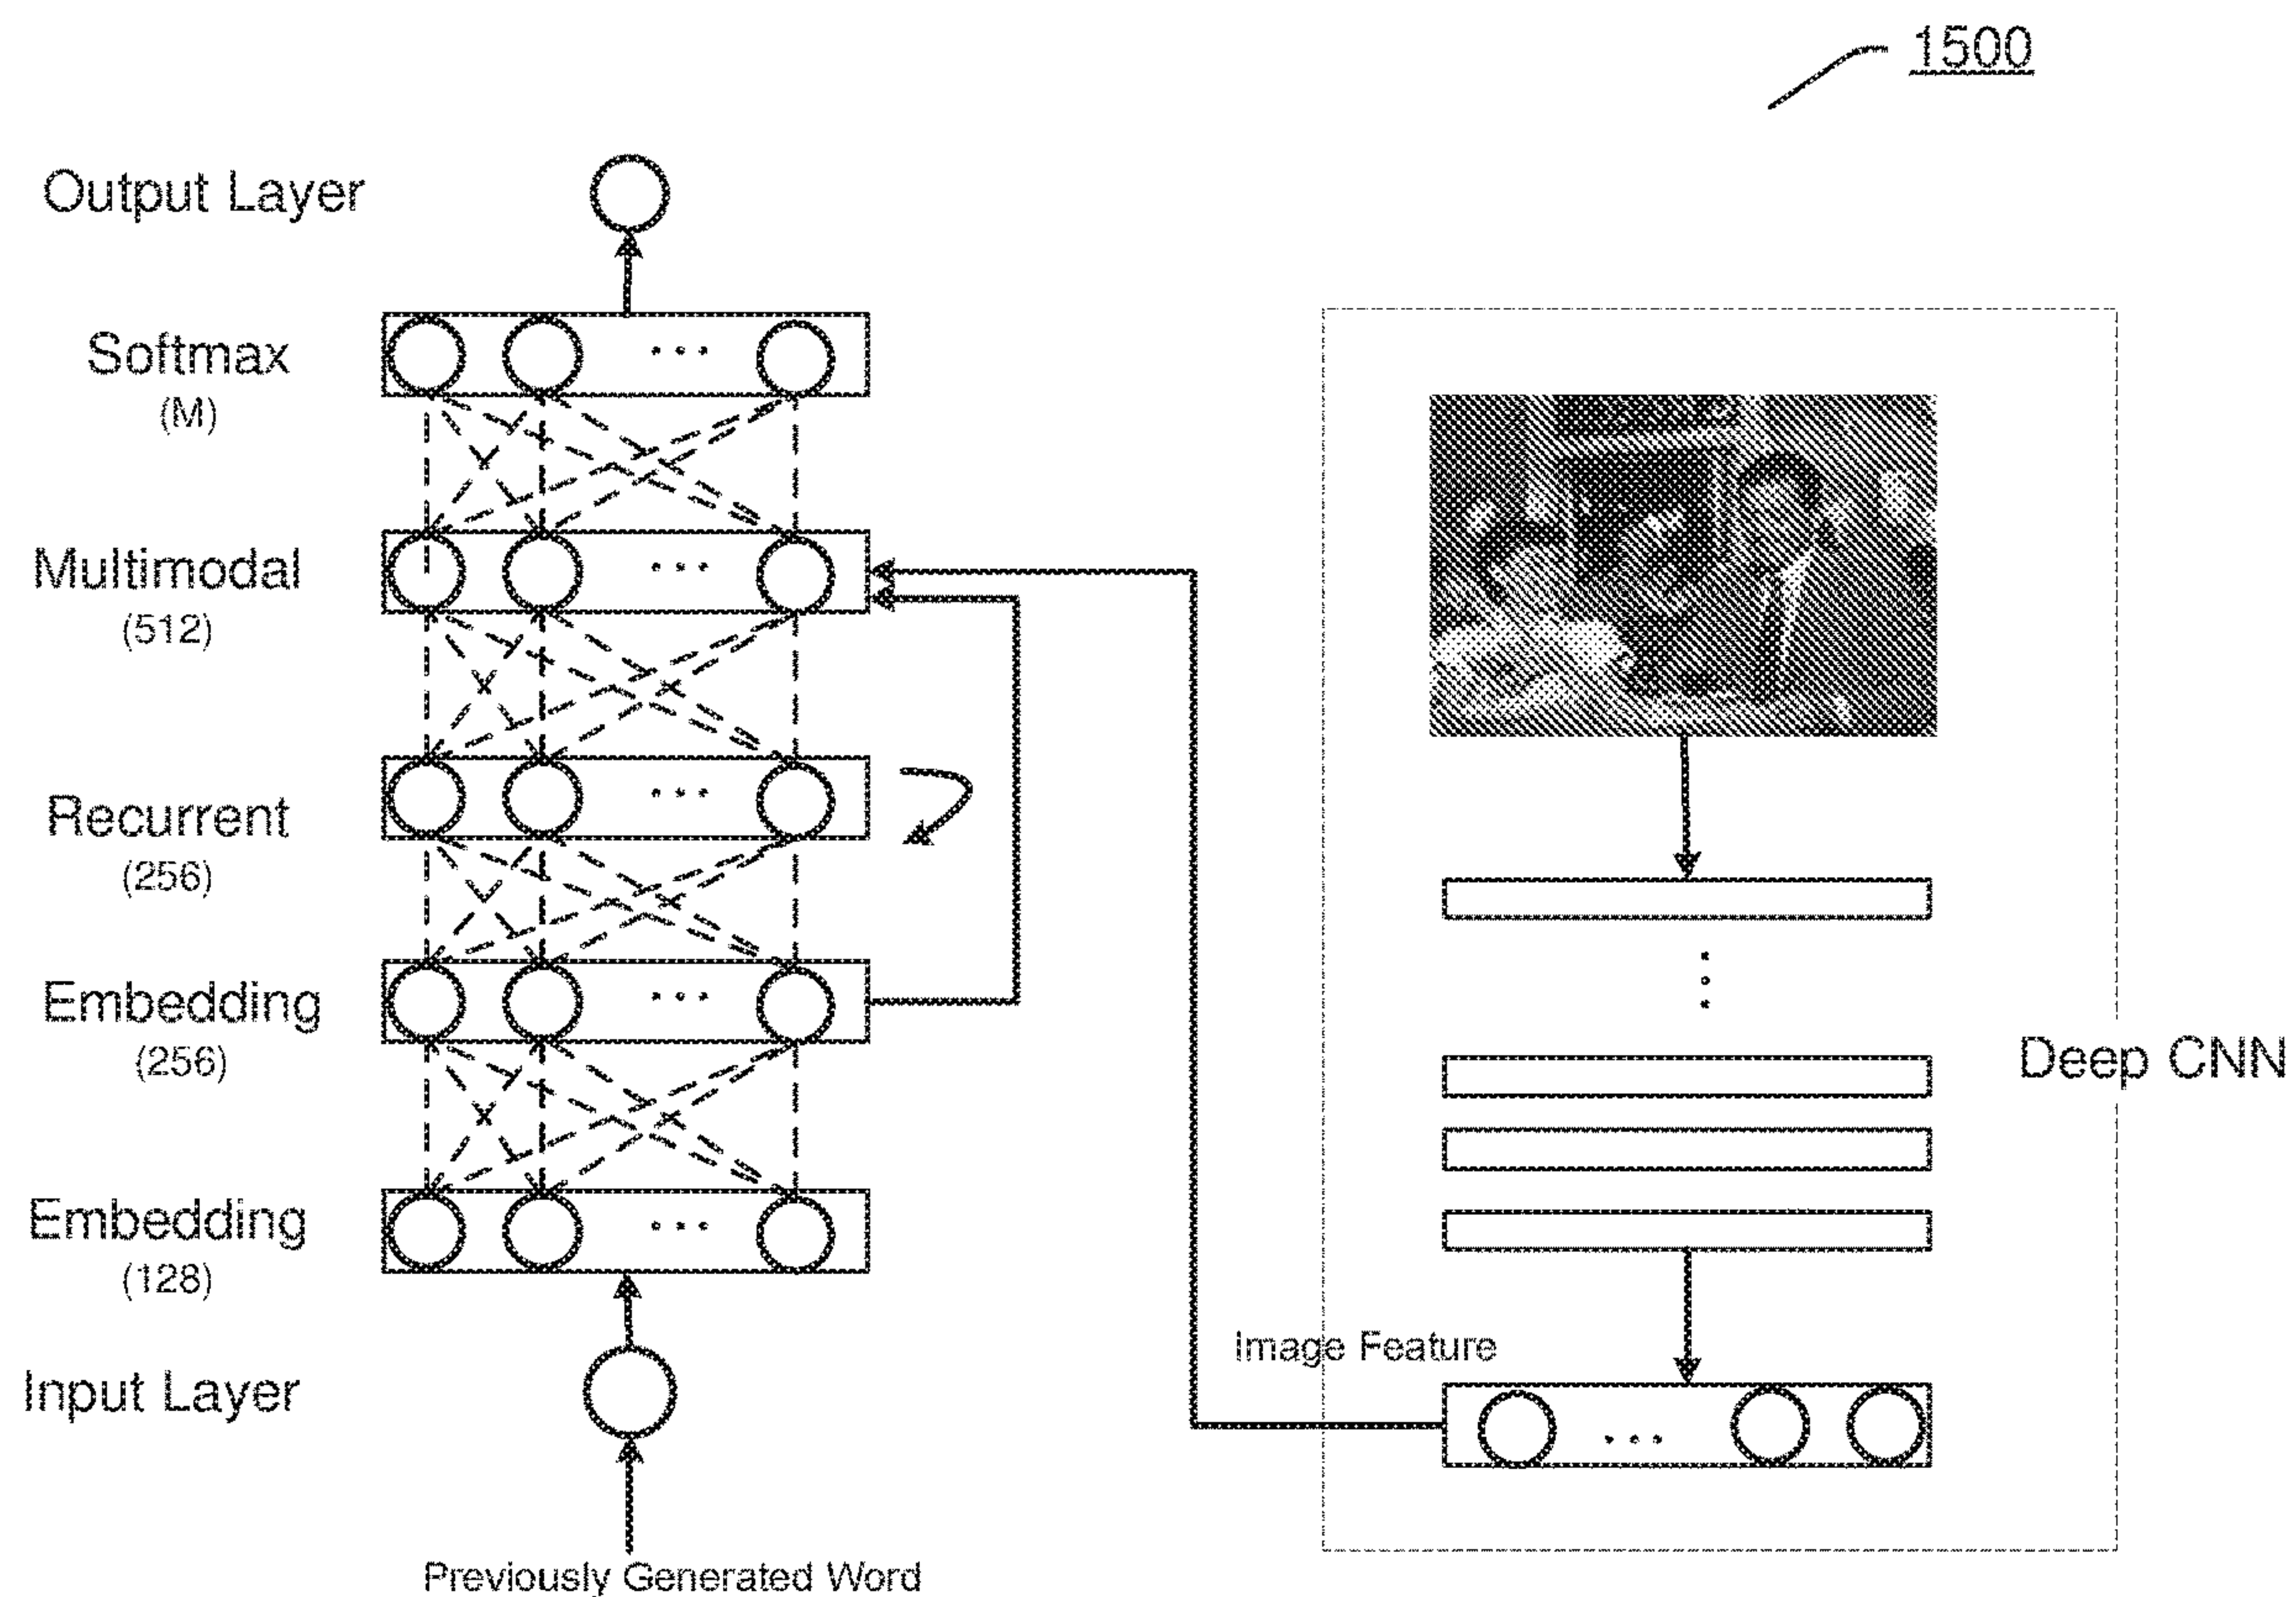 1500
Output Layer
Softmax
(M)
Multimodal
(512)
Recurrent
(256)
Embedding
(256)
Embedding
(128)
Input Layer
Previously Generated Word
Image Feature
Deep CNN